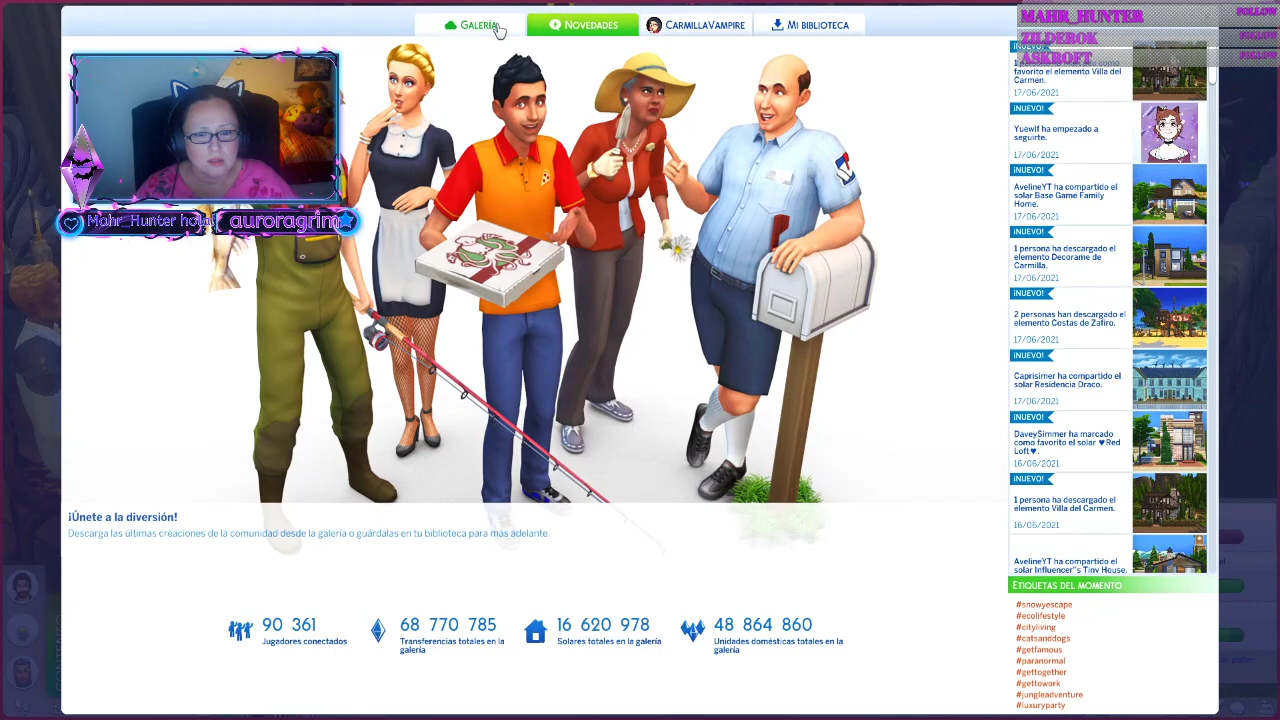 Galería
Novedades
CarmillaVampire
Mi biblioteca
MAHR_HUNTER FOLLOW
ZILDEROK FOLLOW
ASKROFT FOLLOW
Mahr_Hunter hola
auroragrim
¡NUEVO!
favorito el elemento Villa del
Carmen.
17/06/2021
¡NUEVO!
Yuewlf ha empezado a
seguirte.
17/06/2021
¡NUEVO!
AvelineYT ha compartido el
solar Base Game Family
Home.
17/06/2021
¡NUEVO!
1 persona ha descargado el
elemento Decorame de
Carmilla.
17/06/2021
¡NUEVO!
2 personas han descargado el
elemento Costas de Zafiro.
17/06/2021
¡NUEVO!
Caprisimer ha compartido el
solar Residencia Draco.
17/06/2021
¡NUEVO!
DaveySimmer ha marcado
como favorito el solar ♥Red
Loft♥.
16/06/2021
¡NUEVO!
1 persona ha descargado el
elemento Villa del Carmen.
16/06/2021
AvelineYT ha compartido el
solar Influencer"s Tiny House.
¡Únete a la diversión!
Descarga las últimas creaciones de la comunidad desde la galería o guárdalas en tu biblioteca para más adelante.
90 361
Jugadores conectados
68 770 785
Transferencias totales en la
galería
16 620 978
Solares totales en la galería
48 864 860
Unidades domésticas totales en la
galería
Etiquetas del momento
#snowyescape
#ecolifestyle
#cityliving
#catsanddogs
#getfamous
#paranormal
#gettogether
#gettowork
#jungleadventure
#luxuryparty